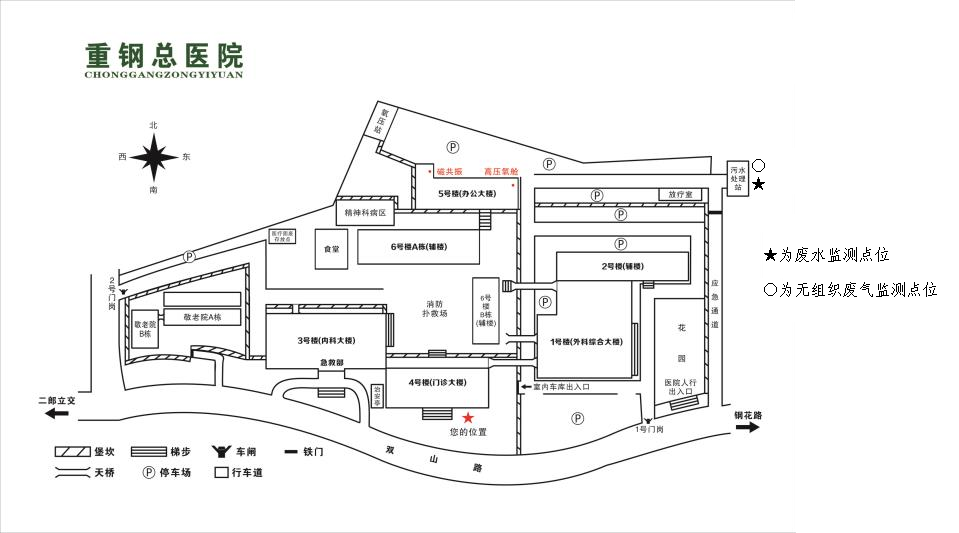 重钢总医院
CHONGGANGZONGYIYUAN
北
西
东
南
氧压站
P
P
磁共振
高压氧舱
5号楼(办公大楼)
污水处理站
P
放疗室
精神科病区
P
医疗固废
存放点
食堂
6号楼A栋(辅楼)
P
2号楼(辅楼)
P
2号门岗
应急通道
6号楼
B栋
(辅楼)
P
消防
扑救场
敬老院A栋
敬老院
B栋
3号楼(内科大楼)
急救部
1号楼(外科综合大楼)
花园
4号楼(门诊大楼)
治安亭
室内车库出入口
医院人行
出入口
二郎立交
您的位置
P
1号门岗
钢花路
双山路
堡坎
梯步
车闸
铁门
天桥
P停车场
行车道
★为废水监测点位
○为无组织废气监测点位